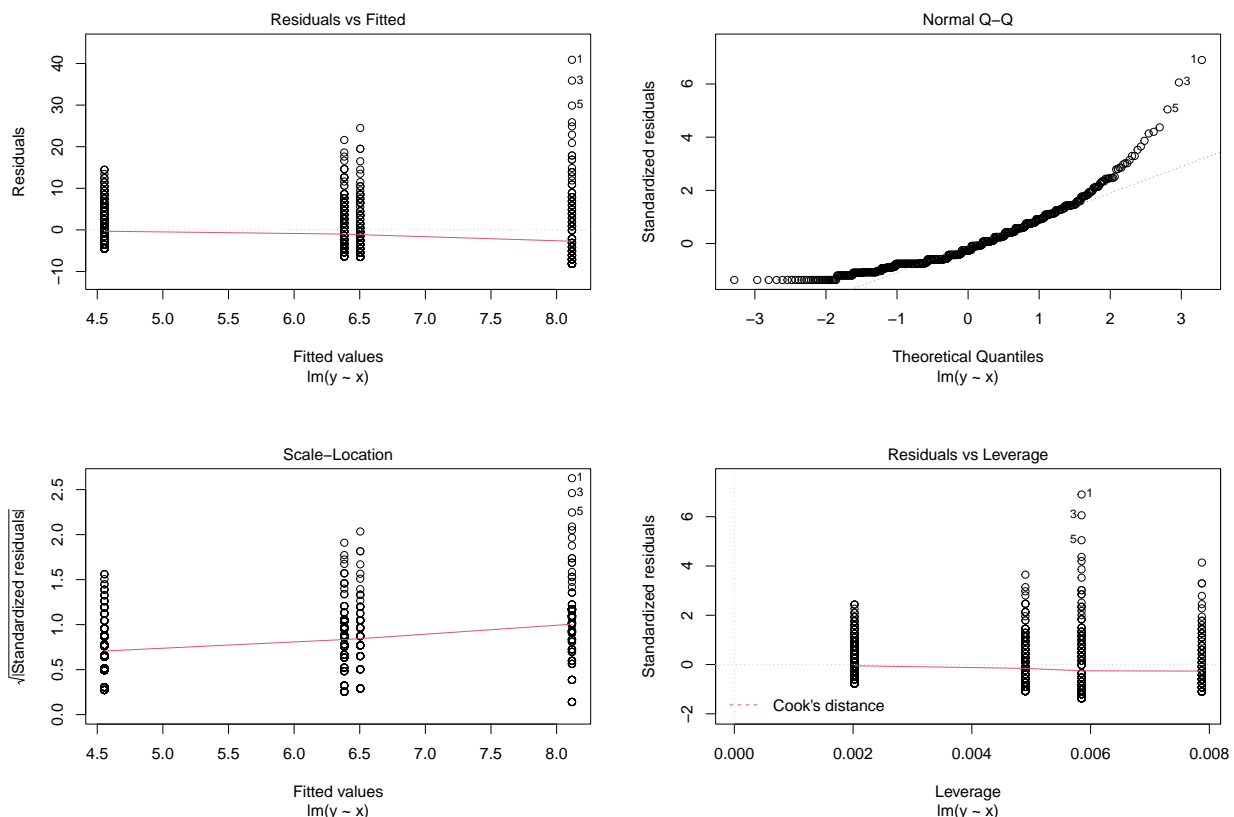 Residuals vs Fitted
Residuals
40
30
20
10
0
−10
1
3
5
4.5 5.0 5.5 6.0 6.5 7.0 7.5 8.0
Fitted values
lm(y ~ x)
Normal Q−Q
Standardized residuals
6
4
2
0
1
3
5
−3 −2 −1 0 1 2 3
Theoretical Quantiles
lm(y ~ x)
Scale−Location
√|Standardized residuals|
2.5
2.0
1.5
1.0
0.5
0.0
1
3
5
4.5 5.0 5.5 6.0 6.5 7.0 7.5 8.0
Fitted values
lm(y ~ x)
Residuals vs Leverage
Standardized residuals
6
4
2
0
−2
1
3
5
Cook's distance
0.000 0.002 0.004 0.006 0.008
Leverage
lm(y ~ x)